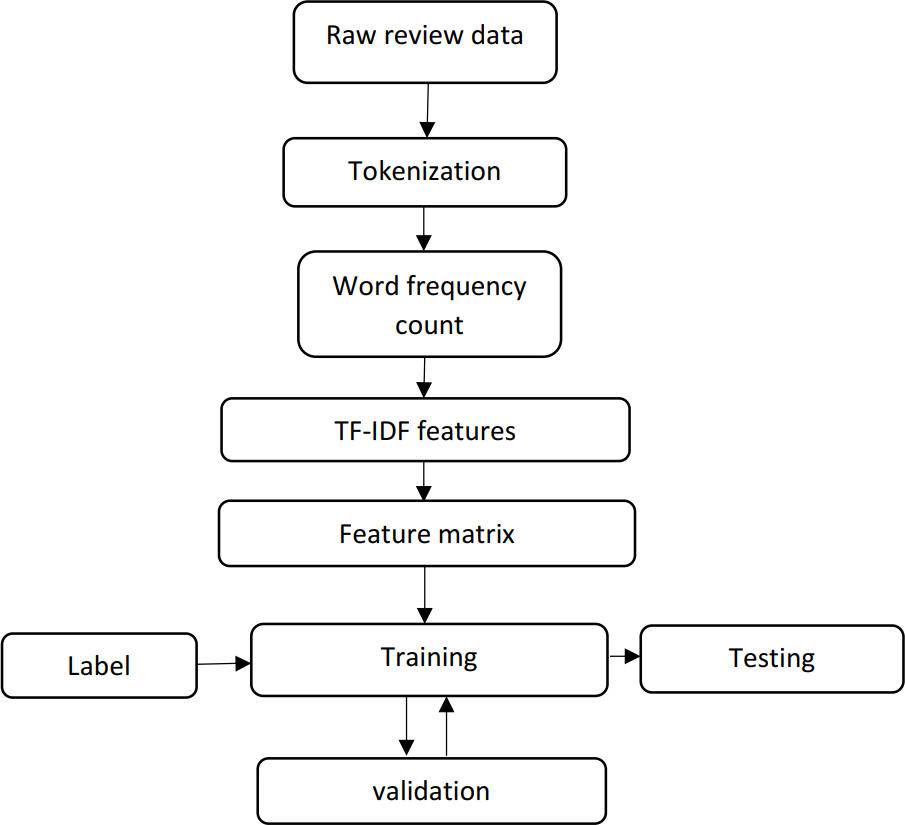 Raw review data
Tokenization
Word frequency
count
TF-IDF features
Feature matrix
Label
Training
Testing
validation